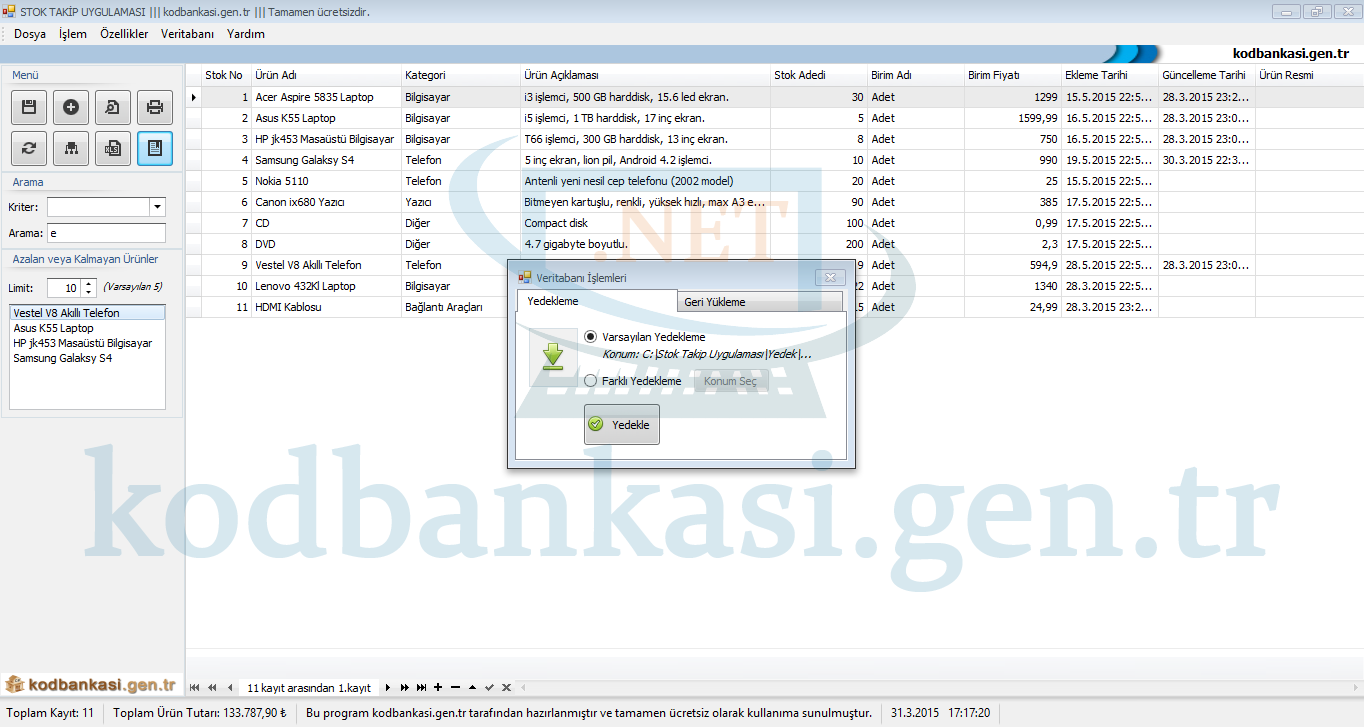 STOK TAKİP UYGULAMASI ||| kodbankasi.gen.tr ||| Tamamen ücretsizdir.
Dosya İşlem Özellikler Veritabanı Yardım
kodbankasi.gen.tr
Menü
Arama
Kriter:
Arama: e
Azalan veya Kalmayan Ürünler
Limit: 10 (Varsayılan 5)
Vestel V8 Akıllı Telefon
Asus K55 Laptop
HP jk453 Masaüstü Bilgisayar
Samsung Galaksy S4
kodbankasi.gen.tr
Stok No Ürün Adı Kategori Ürün Açıklaması Stok Adedi Birim Adı Birim Fiyatı Ekleme Tarihi Güncelleme Tarihi Ürün Resmi
1 Acer Aspire 5835 Laptop Bilgisayar i3 işlemci, 500 GB harddisk, 15.6 led ekran. 30 Adet 1299 15.5.2015 22:5... 28.3.2015 23:2...
2 Asus K55 Laptop Bilgisayar i5 işlemci, 1 TB harddisk, 17 inç ekran. 5 Adet 1599,99 16.5.2015 22:5... 28.3.2015 23:0...
3 HP jk453 Masaüstü Bilgisayar Bilgisayar T66 işlemci, 300 GB harddisk, 13 inç ekran. 8 Adet 750 16.5.2015 22:5... 28.3.2015 23:0...
4 Samsung Galaksy S4 Telefon 5 inç ekran, lion pil, Android 4.2 işlemci. 10 Adet 990 19.5.2015 22:5... 30.3.2015 22:3...
5 Nokia 5110 Telefon Antenli yeni nesil cep telefonu (2002 model) 20 Adet 25 15.5.2015 22:5...
6 Canon ix680 Yazıcı Yazıcı Bitmeyen kartuşlu, renkli, yüksek hızlı, max A3 e... 90 Adet 385 17.5.2015 22:5...
7 CD Diğer Compact disk 100 Adet 0,99 17.5.2015 22:5...
8 DVD Diğer 4.7 gigabyte boyutlu. 200 Adet 2,3 17.5.2015 22:5...
9 Vestel V8 Akıllı Telefon Telefon 9 Adet 594,9 28.5.2015 22:5... 28.3.2015 23:0...
10 Lenovo 432Kl Laptop Bilgisayar 22 Adet 1340 28.5.2015 22:5...
11 HDMI Kablosu Bağlantı Araçları 5 Adet 24,99 28.3.2015 23:2...
.NET
Veritabanı İşlemleri
Yedekleme Geri Yükleme
Varsayılan Yedekleme
Konum: C:|Stok Takip Uygulaması|Yedek|...
Farklı Yedekleme Konum Seç
Yedekle
kodbankasi.gen.tr
11 kayıt arasından 1.kayıt
Toplam Kayıt: 11 Toplam Ürün Tutarı: 133.787,90 ₺ Bu program kodbankasi.gen.tr tarafından hazırlanmıştır ve tamamen ücretsiz olarak kullanıma sunulmuştur. 31.3.2015 17:17:20